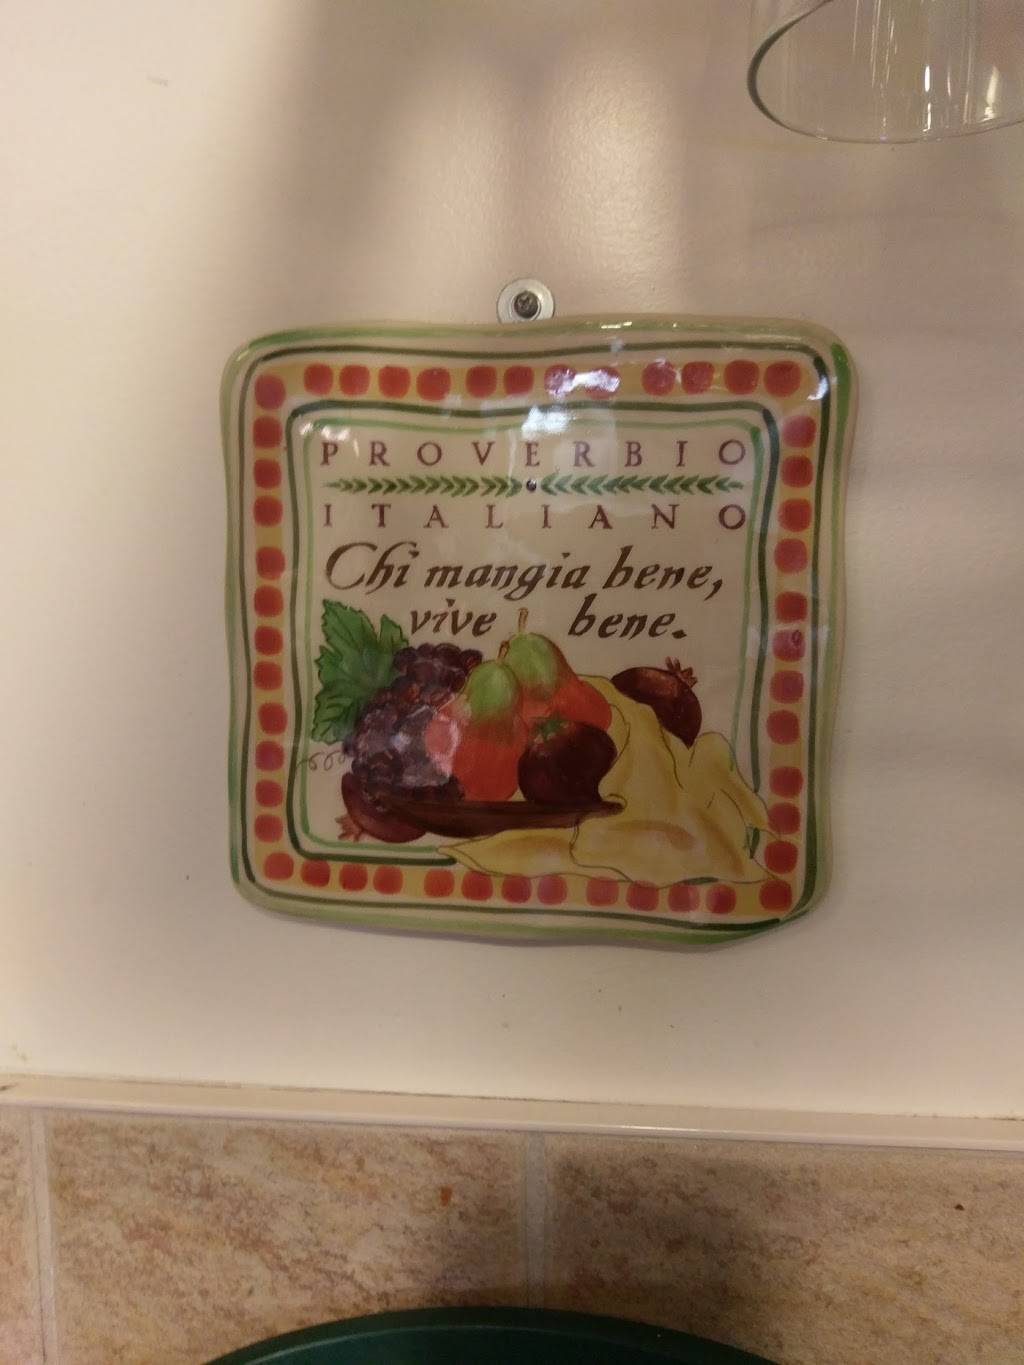 PROVERBIO
ITALIANO
Chi mangia bene,
vive bene.